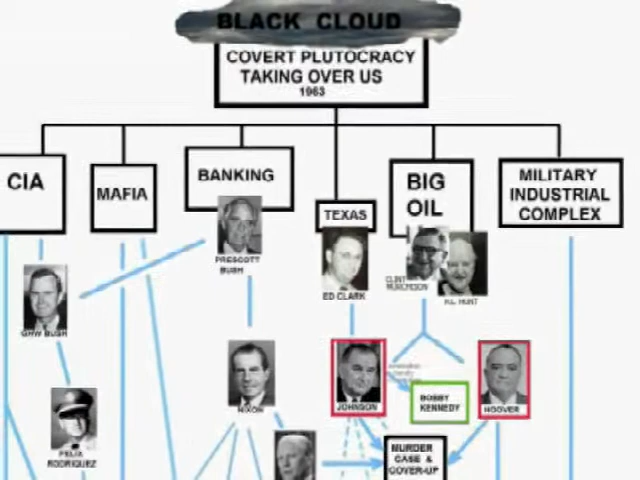 BLACK CLOUD
COVERT PLUTOCRACY
TAKING OVER US
1963
CIA
MAFIA
BANKING
TEXAS
BIG
OIL
MILITARY
INDUSTRIAL
COMPLEX
PRESCOTT
BUSH
ED CLARK
CLINT
MURCHISON
H.L. HUNT
GHW BUSH
NIXON
JOHNSON
BOBBY
KENNEDY
HOOVER
FELIX
RODRIQUEZ
MURDER
CASE &
COVER-UP